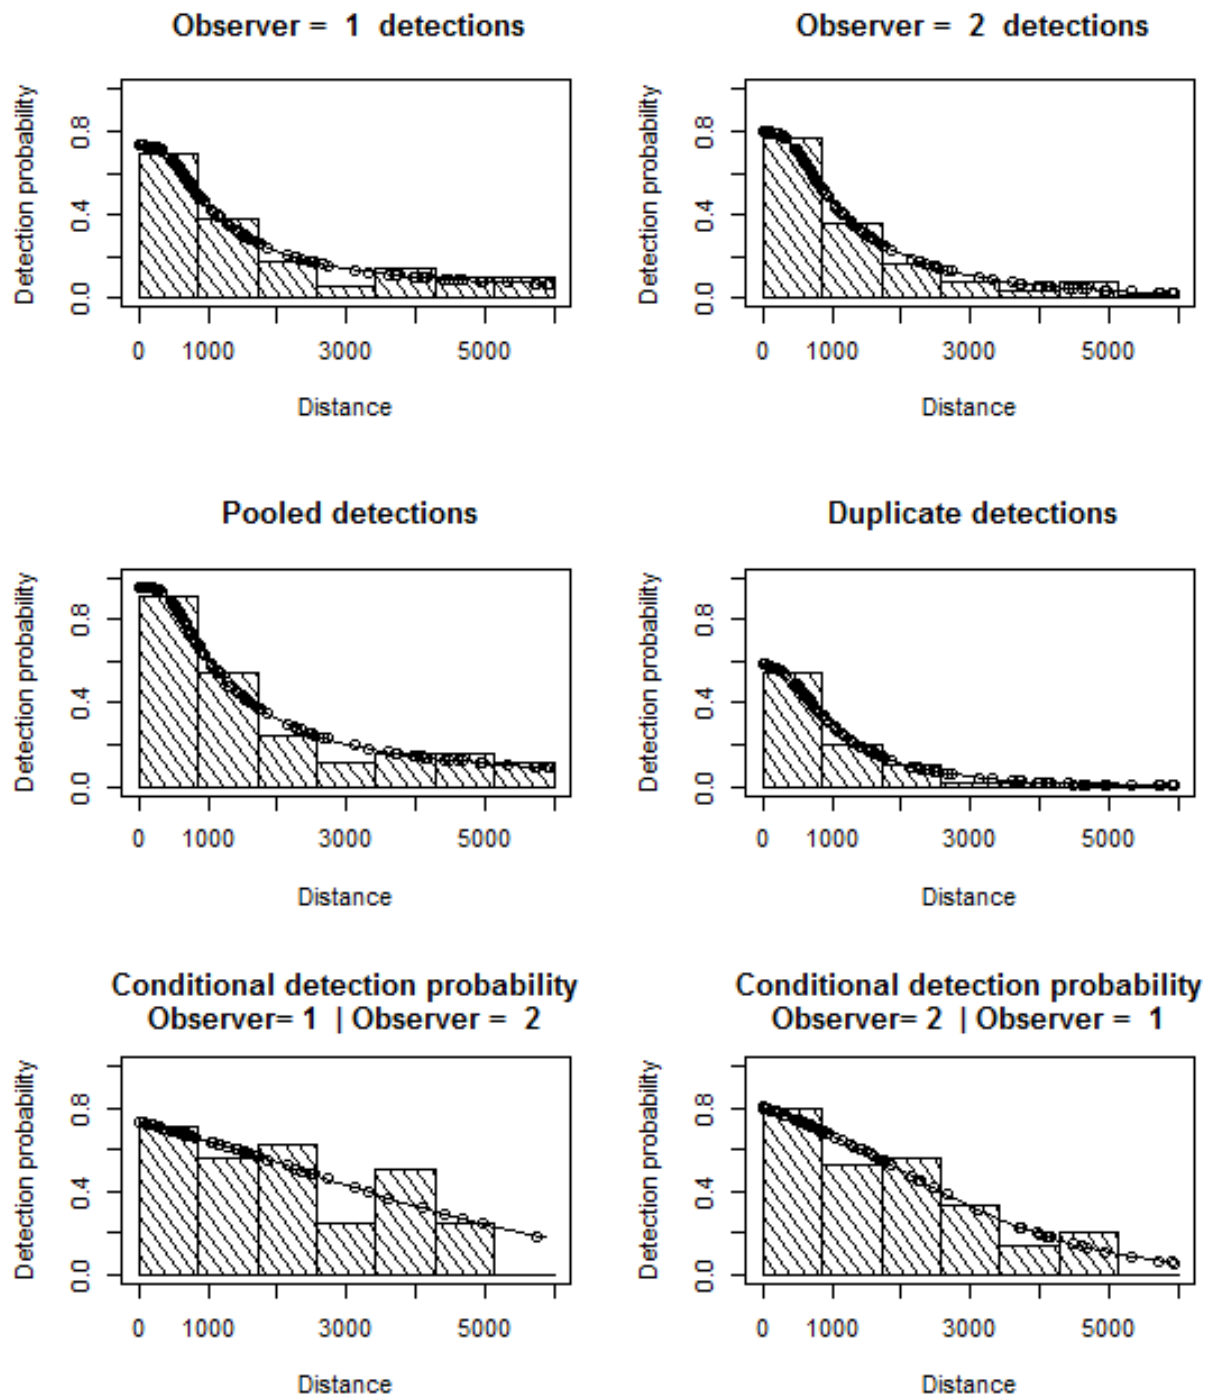 Observer =  1  detections
Detection probability
0.0 0.4 0.8
0 1000 3000 5000
Distance
Observer =  2  detections
Detection probability
0.0 0.4 0.8
0 1000 3000 5000
Distance
Pooled detections
Detection probability
0.0 0.4 0.8
0 1000 3000 5000
Distance
Duplicate detections
Detection probability
0.0 0.4 0.8
0 1000 3000 5000
Distance
Conditional detection probability
Observer= 1  | Observer =  2
Detection probability
0.0 0.4 0.8
0 1000 3000 5000
Distance
Conditional detection probability
Observer= 2  | Observer =  1
Detection probability
0.0 0.4 0.8
0 1000 3000 5000
Distance